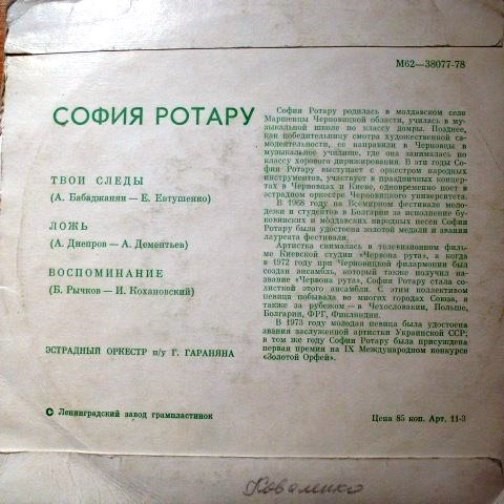 М62—38077-78
СОФИЯ РОТАРУ
ТВОИ СЛЕДЫ
(А. Бабаджанян — Е. Евтушенко)
ЛОЖЬ
(А. Днепров — А. Дементьев)
ВОСПОМИНАНИЕ
(Б. Рычков — И. Кохановский)
ЭСТРАДНЫЙ ОРКЕСТР п/у Г. ГАРАНЯНА
София Ротару родилась в молдавском селе
Маршенцы Черновицкой области, училась в му-
зыкальной школе по классу домры. Позднее,
как победительницу смотра художественной са-
модеятельности, ее направили в Черновцы в
музыкальное училище, где она занималась по
классу хорового дирижирования. В эти годы Со-
фия Ротару выступает с оркестром народных
инструментов, участвует в праздничных концер-
тах в Черновцах и Киеве, одновременно поет в
эстрадном оркестре Черновицкого университета.
В 1968 году на Всемирном фестивале моло-
дежи и студентов в Болгарии за исполнение бу-
ковинских и молдавских народных песен София
Ротару была удостоена золотой медали и звания
лауреата фестиваля.
Артистка снималась в телевизионном филь-
ме Киевской студии «Червона рута», а когда
в 1972 году при Черновицкой филармонии был
создан ансамбль, который также получил на-
звание «Червона рута», София Ротару стала со-
листкой этого ансамбля. С этим коллективом
певица побывала во многих городах Союза, а
также за рубежом — в Чехословакии, Польше,
Болгарии, ФРГ, Финляндии.
В 1973 году молодая певица была удостоена
звания заслуженной артистки Украинской ССР;
в том же году София Ротару была присуждена
первая премия на IX Международном конкурсе
«Золотой Орфей».
© Ленинградский завод грампластинок
Цена 85 коп. Арт. 11-3
Коваленко